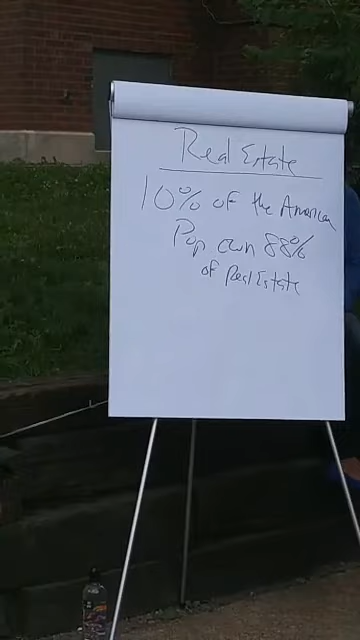 Real Estate
10% of the American
Pop own 88%
of Real Estate